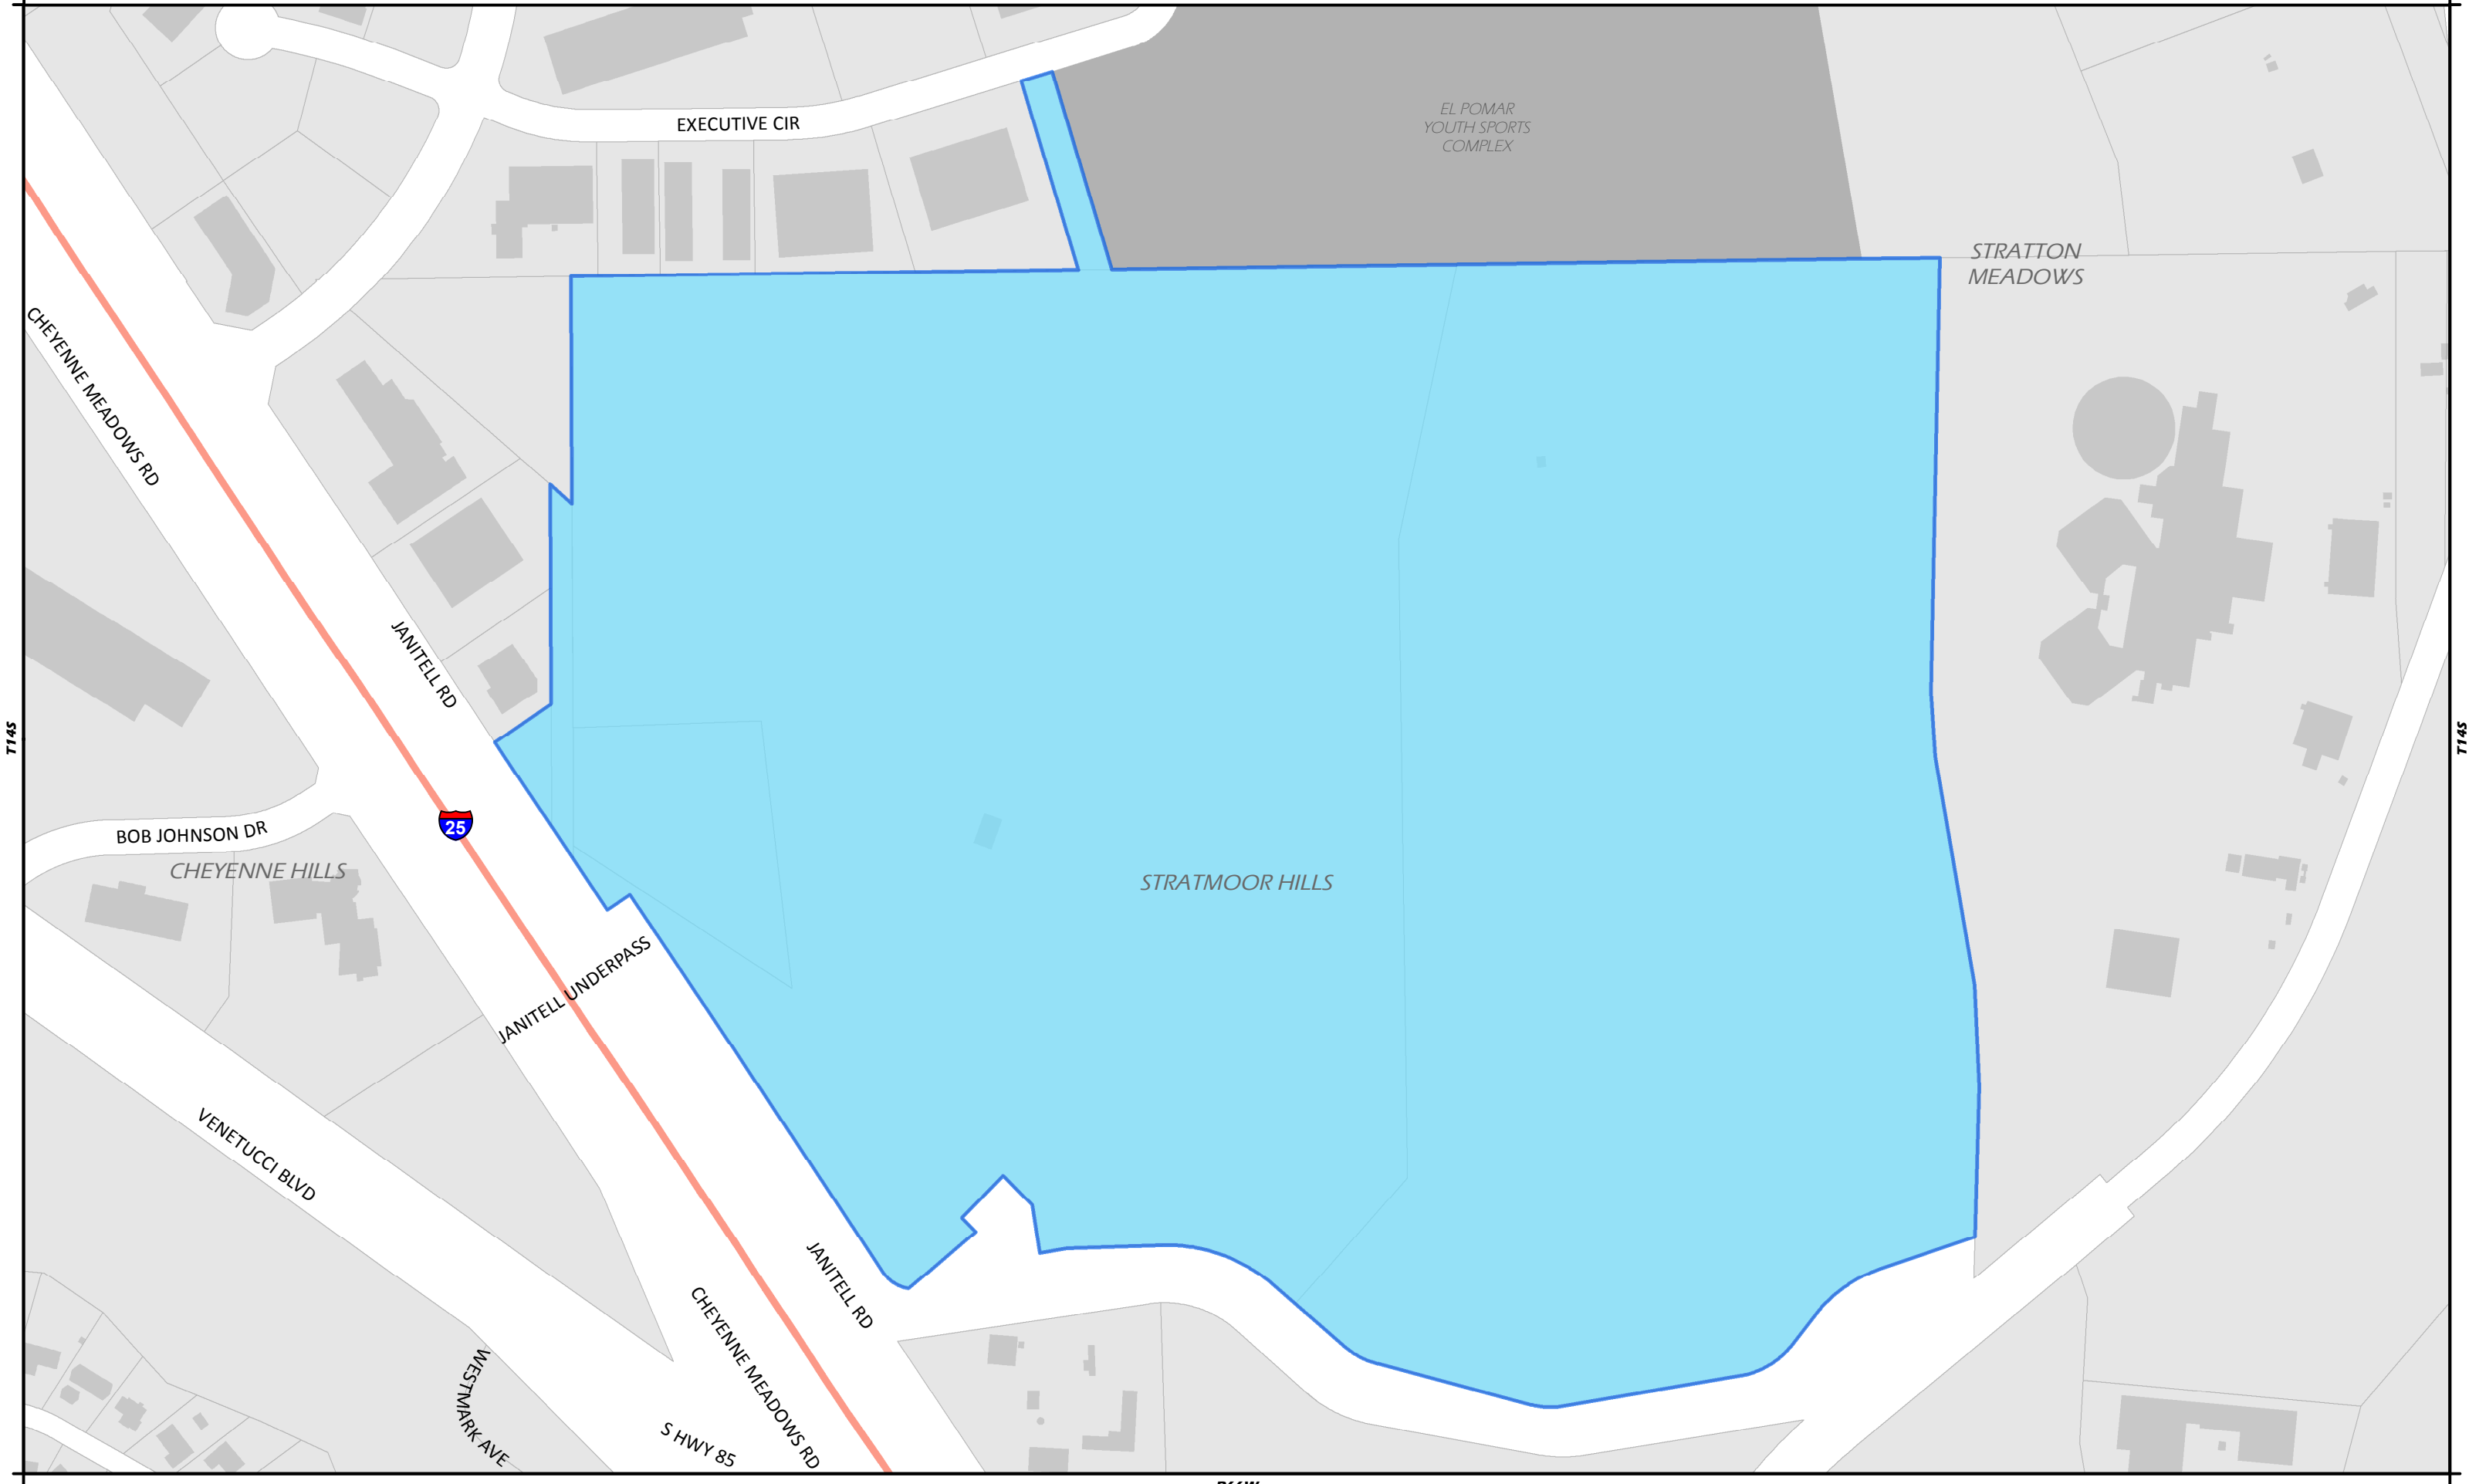 EL POMAR
YOUTH SPORTS
COMPLEX
EXECUTIVE CIR
STRATTON
MEADOWS
CHEYENNE MEADOWS RD
JANITELL RD
T14S
T14S
25
BOB JOHNSON DR
CHEYENNE HILLS
STRATMOOR HILLS
JANITELL UNDERPASS
VENETUCCI BLVD
JANITELL RD
CHEYENNE MEADOWS RD
WESTMARK AVE
S HWY 85